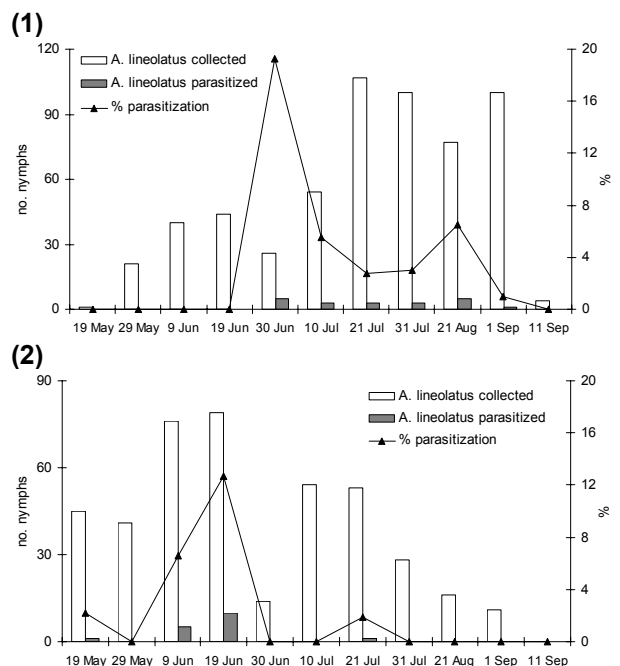 (1)
120
90
60
30
0
no. nymphs
A. lineolatus collected
A. lineolatus parasitized
% parasitization
20
16
12
8
4
0
%
19 May 29 May 9 Jun 19 Jun 30 Jun 10 Jul 21 Jul 31 Jul 21 Aug 1 Sep 11 Sep
(2)
90
60
30
0
no. nymphs
A. lineolatus collected
A. lineolatus parasitized
% parasitization
20
16
12
8
4
0
%
19 May 29 May 9 Jun 19 Jun 30 Jun 10 Jul 21 Jul 31 Jul 21 Aug 1 Sep 11 Sep